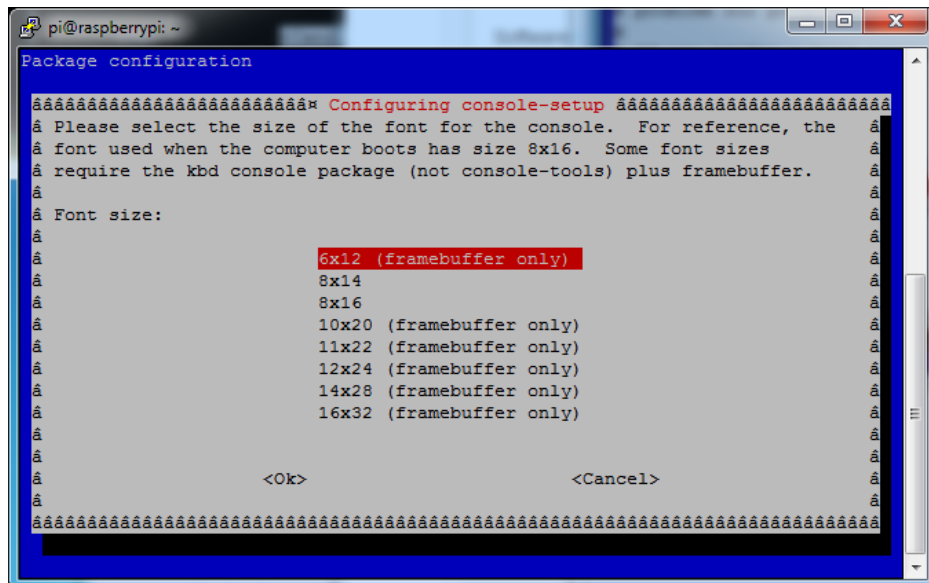 pi@raspberrypi: ~
Package configuration
âââââââââââââââââââââââââ¤ Configuring console-setup âââââââââââââââââââââââââ
â Please select the size of the font for the console.  For reference, the â
â font used when the computer boots has size 8x16.  Some font sizes â
â require the kbd console package (not console-tools) plus framebuffer. â
â â
â Font size: â
â â
â 6x12 (framebuffer only) â
â 8x14 â
â 8x16 â
â 10x20 (framebuffer only) â
â 11x22 (framebuffer only) â
â 12x24 (framebuffer only) â
â 14x28 (framebuffer only) â
â 16x32 (framebuffer only) â
â â
â â
â <Ok> <Cancel> â
â â
âââââââââââââââââââââââââââââââââââââââââââââââââââââââââââââââââââââââââââââ